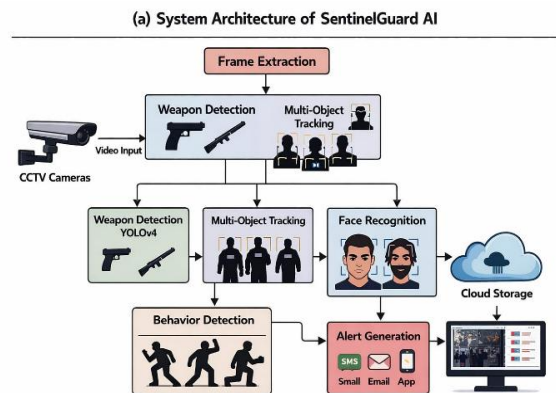 (a) System Architecture of SentinelGuard AI
Frame Extraction
Weapon Detection
Multi-Object
Tracking
Video Input
CCTV Cameras
Weapon Detection
YOLOv4
Multi-Object Tracking
Face Recognition
Cloud Storage
Behavior Detection
Alert Generation
SMS
Small
Email
App